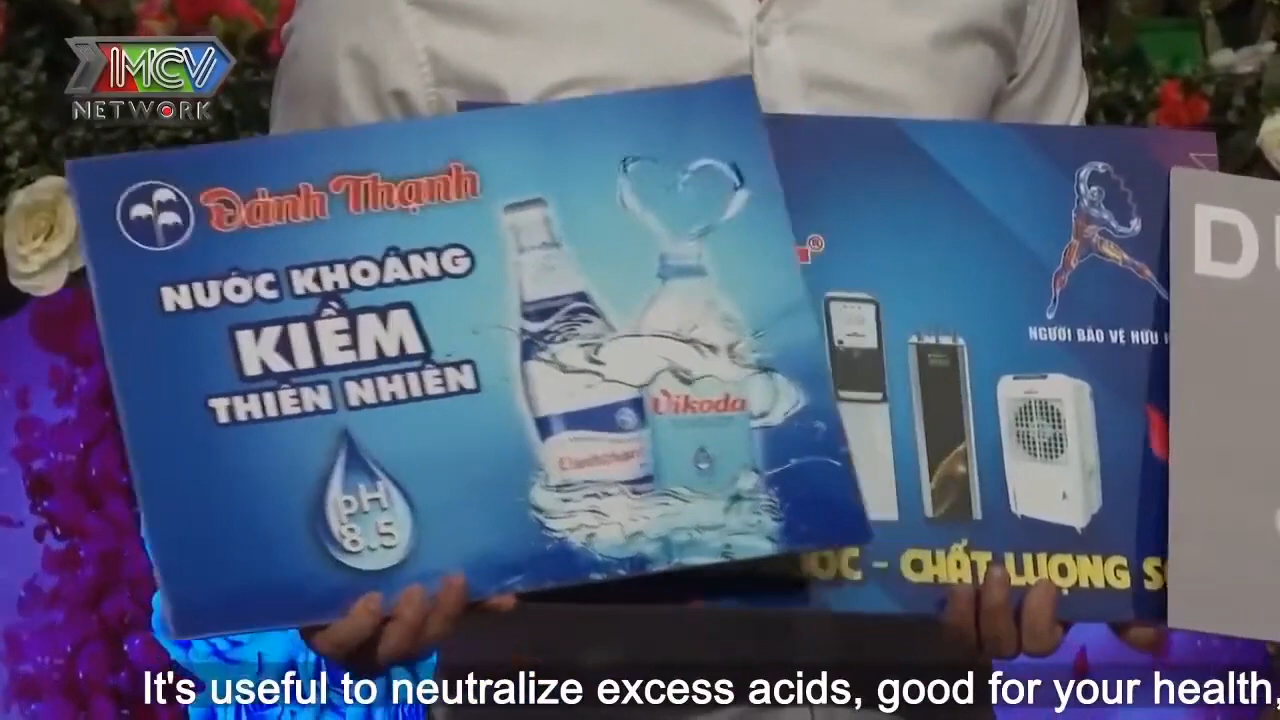 MCV
NETWORK
Đảnh Thạnh
NƯỚC KHOÁNG
KIỀM
THIÊN NHIÊN
pH
8.5
Vikoda
®
NGƯỜI BẢO VỆ HỮU
- CHẤT LƯỢNG
It's useful to neutralize excess acids, good for your health,